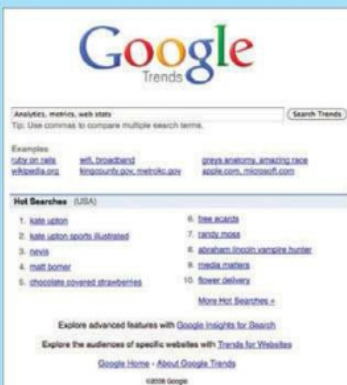 Google
Trends
Analytics, metrics, web stats
Search Trends
Tip: Use commas to compare multiple search terms.
Examples
ruby on rails wifi, broadband greys anatomy, amazing race
wikipedia.org kingcounty.gov, metrokc.gov apple.com, microsoft.com
Hot Searches (USA)
1. kate upton
2. kate upton sports illustrated
3. nevis
4. matt bomer
5. chocolate covered strawberries
6. free ecards
7. randy moss
8. abraham lincoln vampire hunter
9. media matters
10. flower delivery
More Hot Searches »
Explore advanced features with Google Insights for Search
Explore the audiences of specific websites with Trends for Websites
Google Home - About Google Trends
©2008 Google